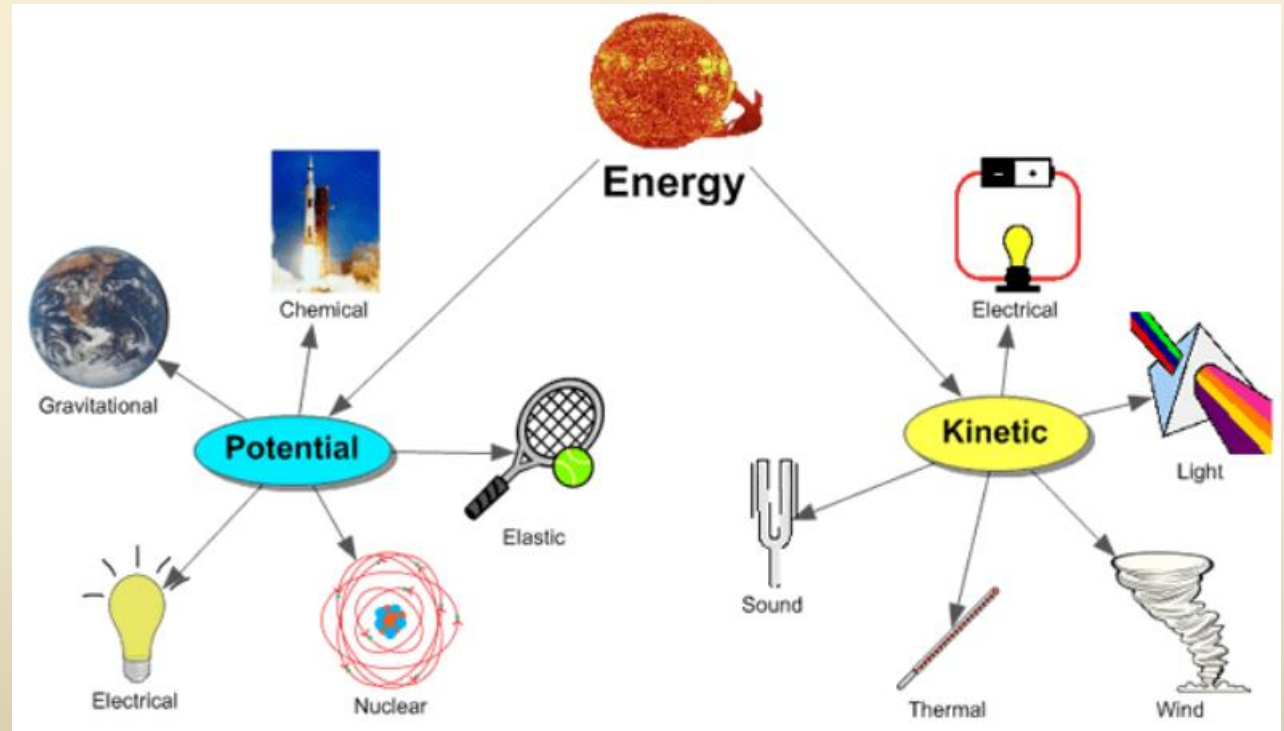 Energy
Chemical
Electrical
Gravitational
Light
Potential
Kinetic
Elastic
Sound
Electrical
Nuclear
Thermal
Wind
- +